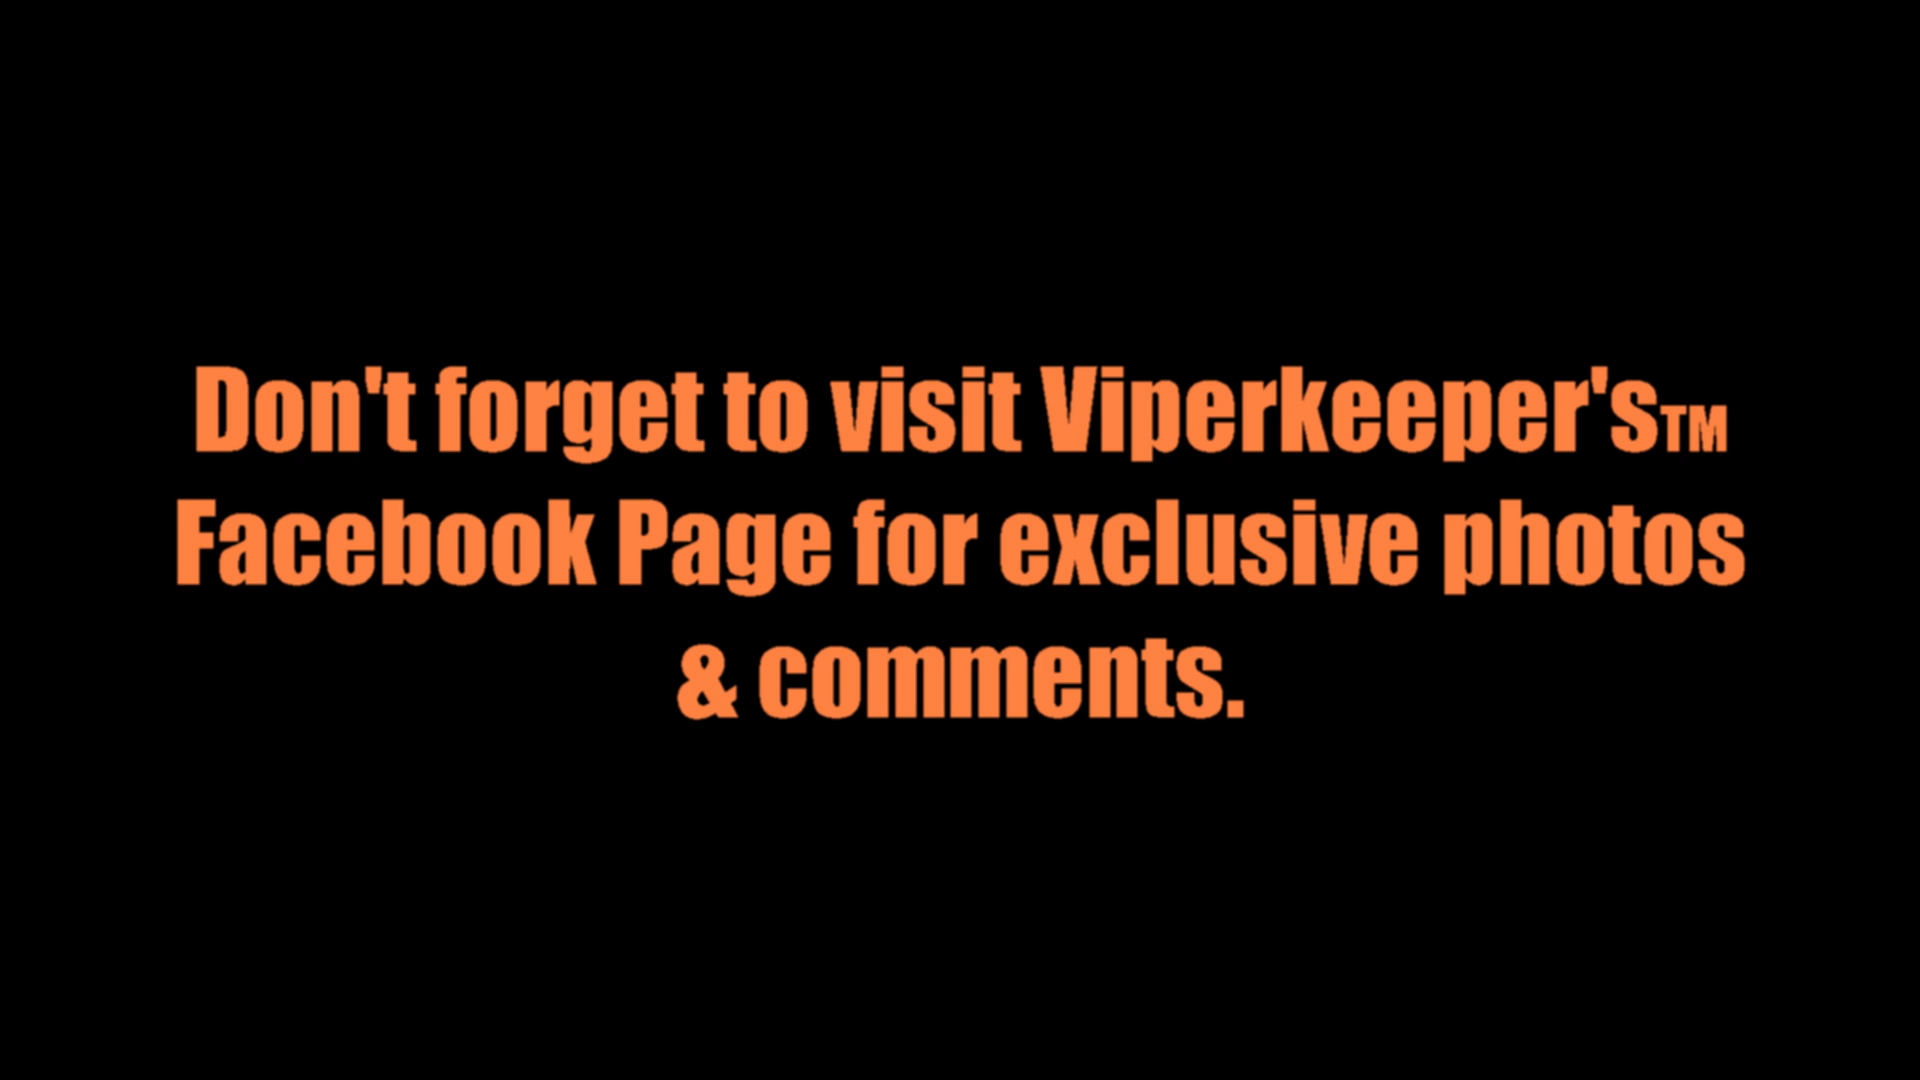 Don't forget to visit Viperkeeper's™
Facebook Page for exclusive photos
& comments.